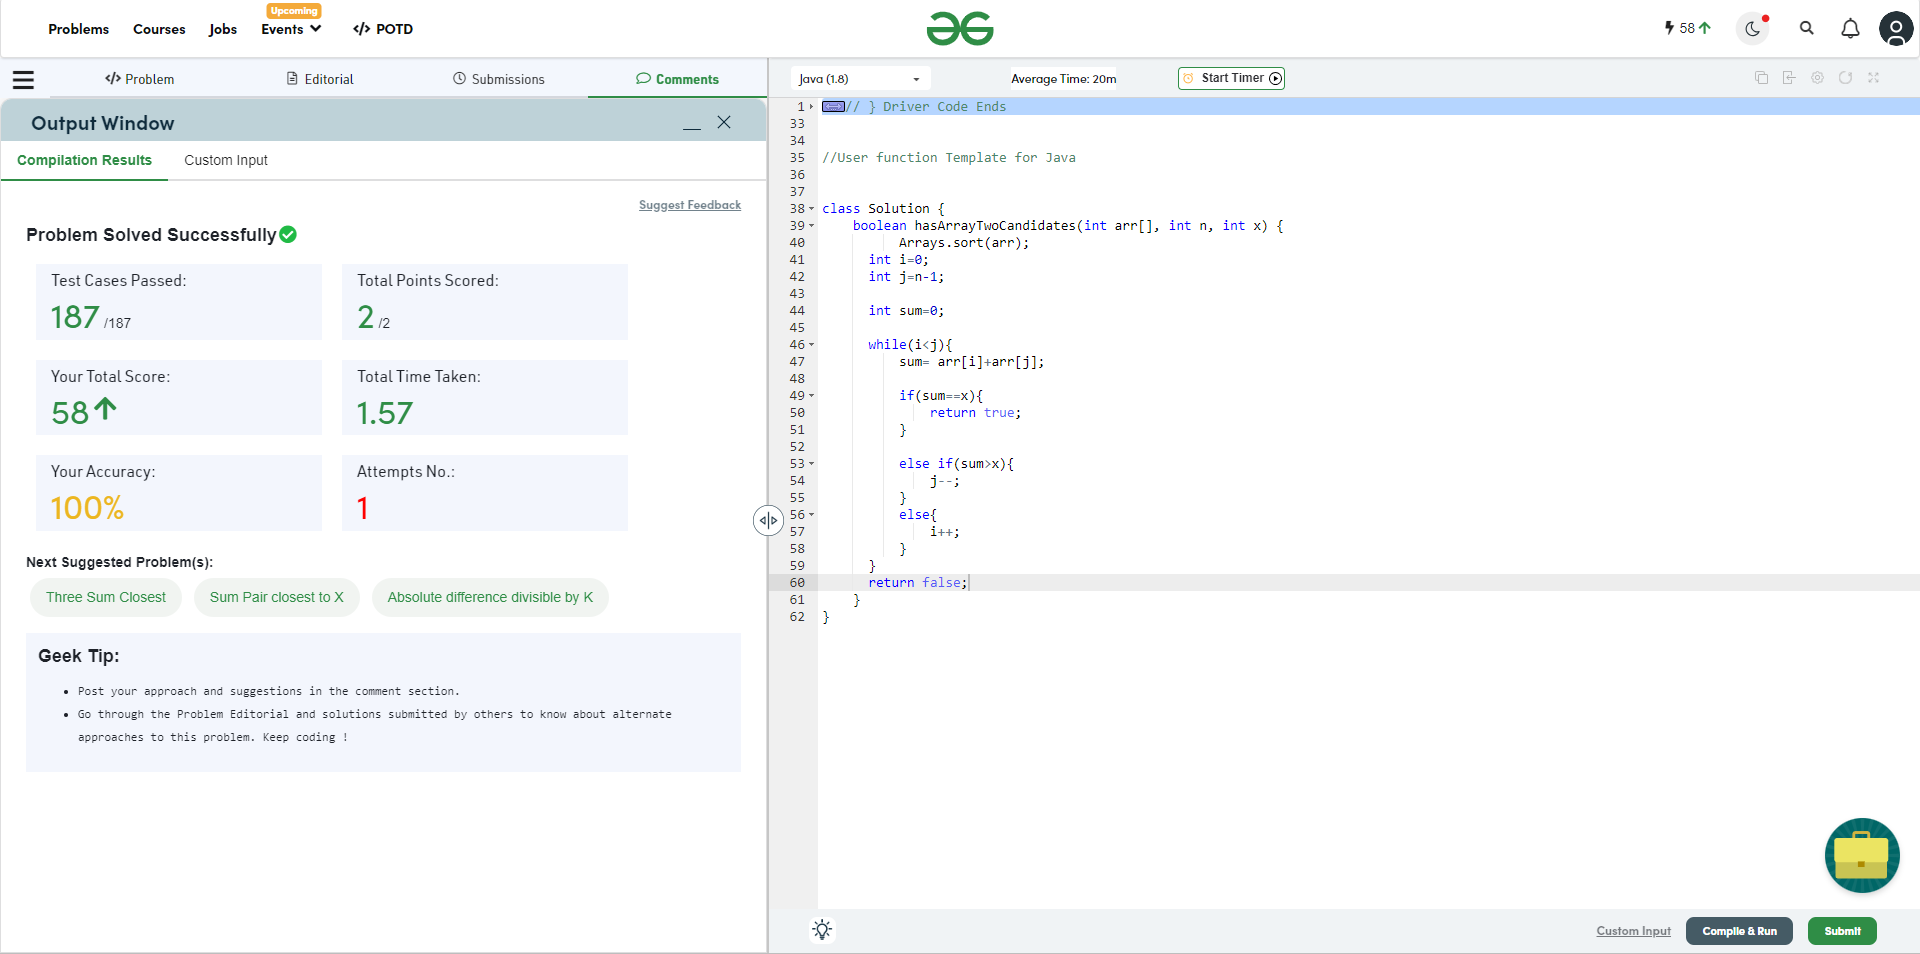 Problems Courses Jobs Upcoming Events </> POTD 58
</> Problem Editorial Submissions Comments
Output Window
Compilation Results Custom Input
Suggest Feedback
Problem Solved Successfully
Test Cases Passed: Total Points Scored:
187 /187 2 /2
Your Total Score: Total Time Taken:
58 1.57
Your Accuracy: Attempts No.:
100% 1
Next Suggested Problem(s):
Three Sum Closest Sum Pair closest to X Absolute difference divisible by K
Geek Tip:
• Post your approach and suggestions in the comment section.
• Go through the Problem Editorial and solutions submitted by others to know about alternate
approaches to this problem. Keep coding !
Java (1.8) Average Time: 20m Start Timer
1 // } Driver Code Ends
33
34
35 //User function Template for Java
36
37
38 class Solution {
39 boolean hasArrayTwoCandidates(int arr[], int n, int x) {
40 Arrays.sort(arr);
41 int i=0;
42 int j=n-1;
43
44 int sum=0;
45
46 while(i<j){
47 sum= arr[i]+arr[j];
48
49 if(sum==x){
50 return true;
51 }
52
53 else if(sum>x){
54 j--;
55 }
56 else{
57 i++;
58 }
59 }
60 return false;
61 }
62 }
Custom Input Compile & Run Submit